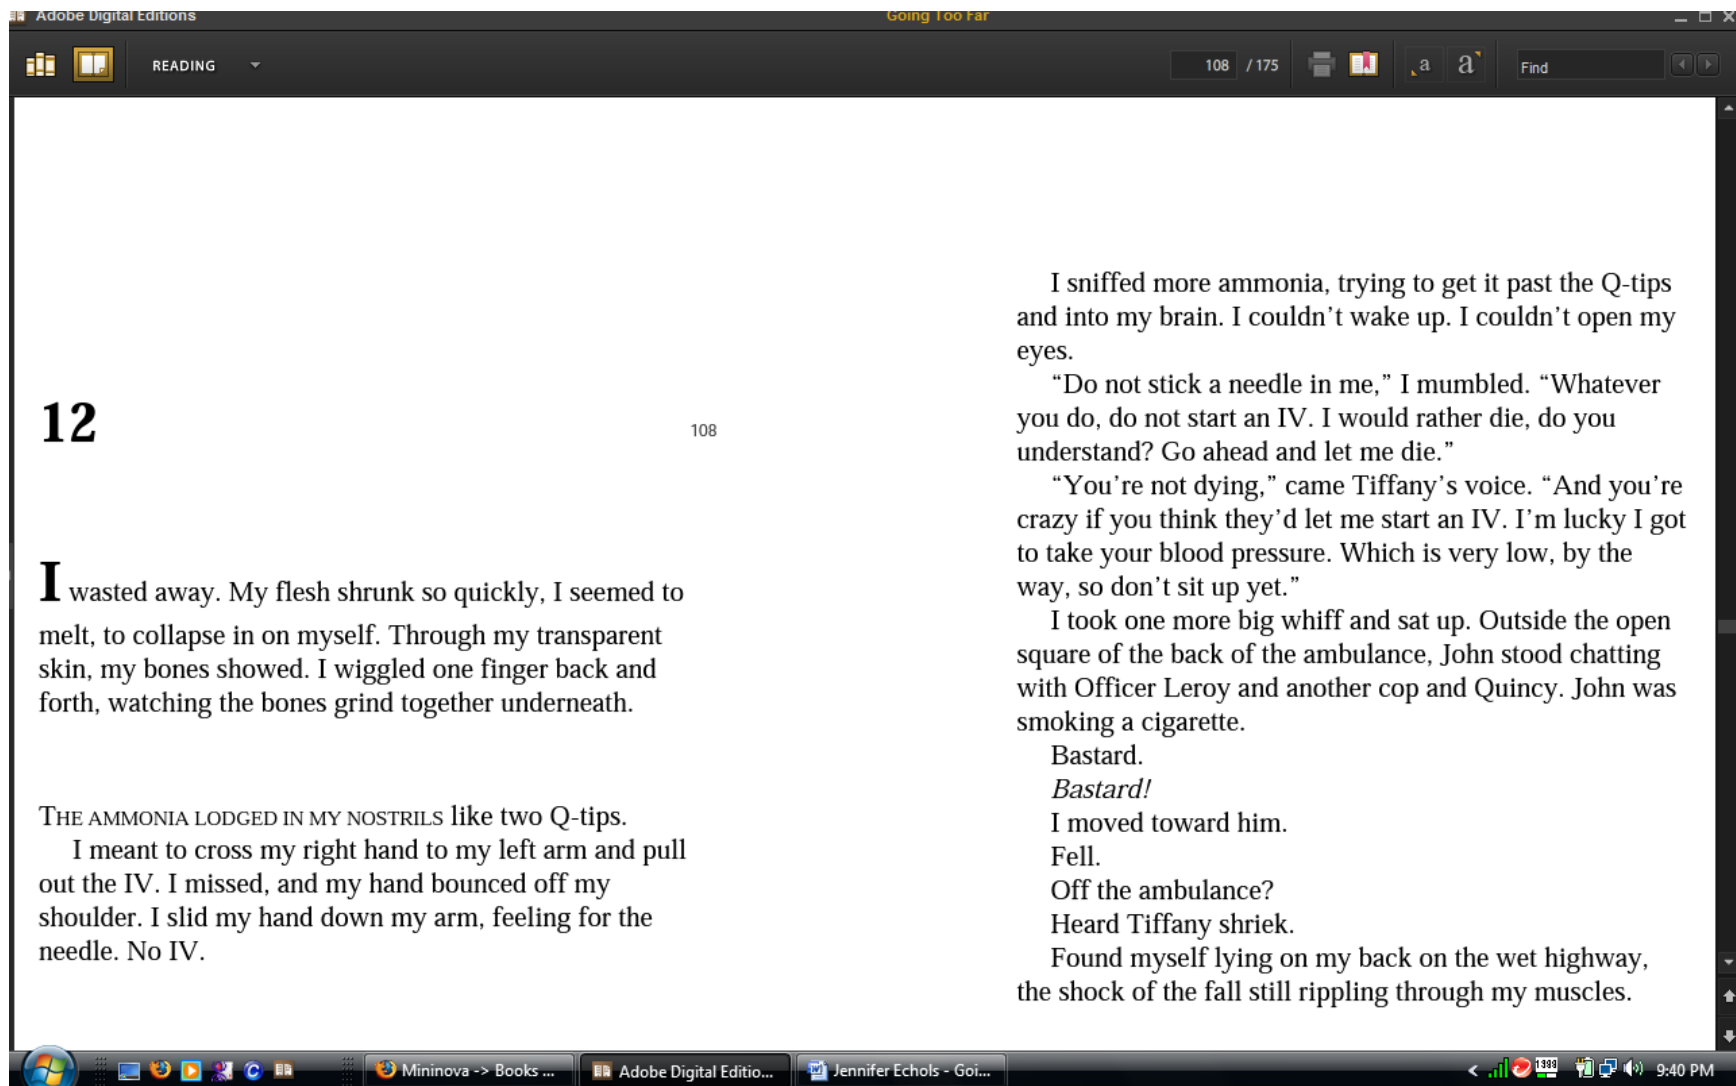 Adobe Digital Editions
Going Too Far
READING
108 / 175
a
a
Find
12
108
I wasted away. My flesh shrunk so quickly, I seemed to
melt, to collapse in on myself. Through my transparent
skin, my bones showed. I wiggled one finger back and
forth, watching the bones grind together underneath.
THE AMMONIA LODGED IN MY NOSTRILS like two Q-tips.
I meant to cross my right hand to my left arm and pull
out the IV. I missed, and my hand bounced off my
shoulder. I slid my hand down my arm, feeling for the
needle. No IV.
I sniffed more ammonia, trying to get it past the Q-tips
and into my brain. I couldn’t wake up. I couldn’t open my
eyes.
“Do not stick a needle in me,” I mumbled. “Whatever
you do, do not start an IV. I would rather die, do you
understand? Go ahead and let me die.”
“You’re not dying,” came Tiffany’s voice. “And you’re
crazy if you think they’d let me start an IV. I’m lucky I got
to take your blood pressure. Which is very low, by the
way, so don’t sit up yet.”
I took one more big whiff and sat up. Outside the open
square of the back of the ambulance, John stood chatting
with Officer Leroy and another cop and Quincy. John was
smoking a cigarette.
Bastard.
Bastard!
I moved toward him.
Fell.
Off the ambulance?
Heard Tiffany shriek.
Found myself lying on my back on the wet highway,
the shock of the fall still rippling through my muscles.
Mininova -> Books ...
Adobe Digital Editio...
Jennifer Echols - Goi...
9:40 PM